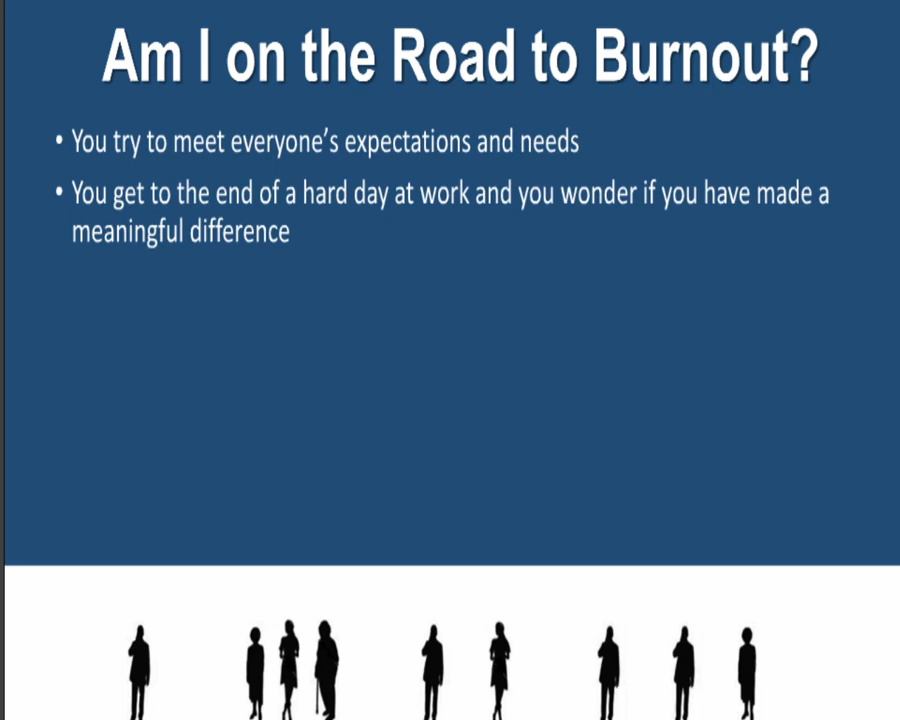 Am I on the Road to Burnout?
• You try to meet everyone’s expectations and needs
• You get to the end of a hard day at work and you wonder if you have made a
meaningful difference